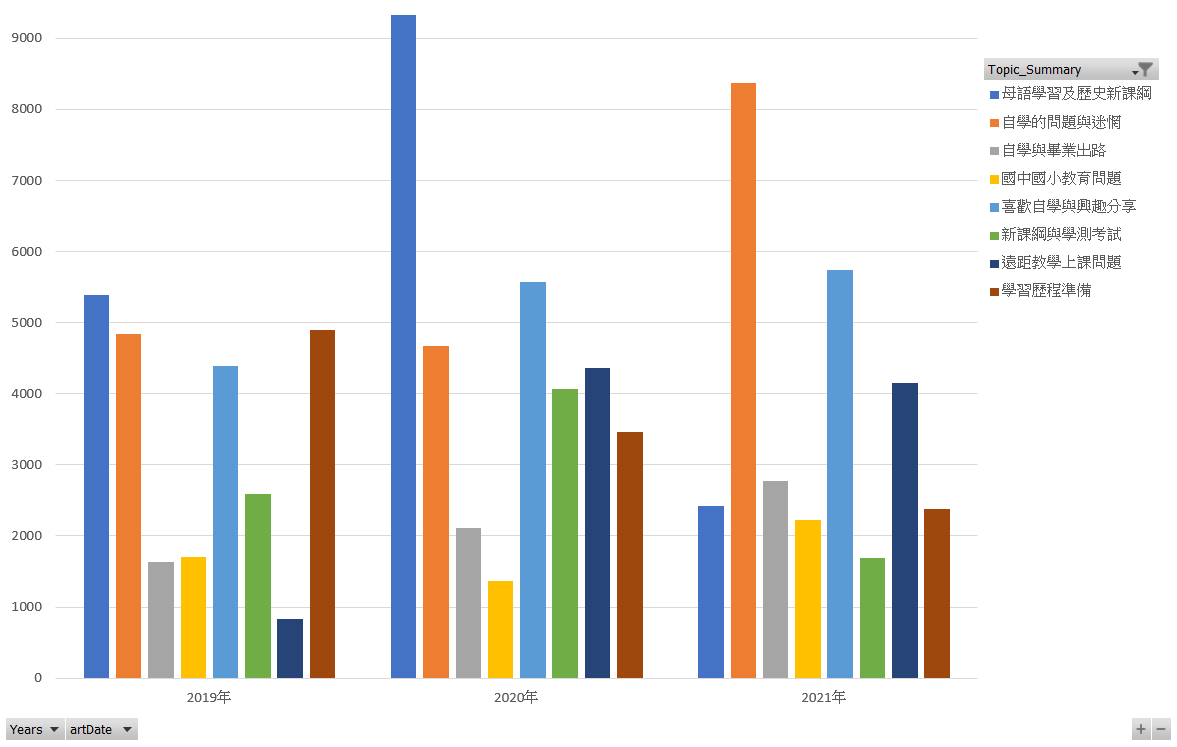 9000
8000
7000
6000
5000
4000
3000
2000
1000
0
2019年
2020年
2021年
Topic_Summary
母語學習及歷史新課綱
自學的問題與迷惘
自學與畢業出路
國中國小教育問題
喜歡自學與興趣分享
新課綱與學測考試
遠距教學上課問題
學習歷程準備
Years artDate